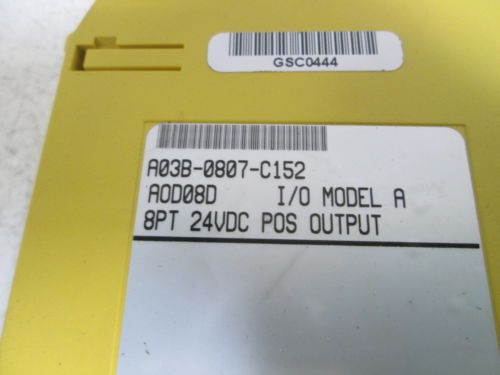 GSC0444
A03B-0807-C152
AOD08D I/O MODEL A
8PT 24VDC POS OUTPUT